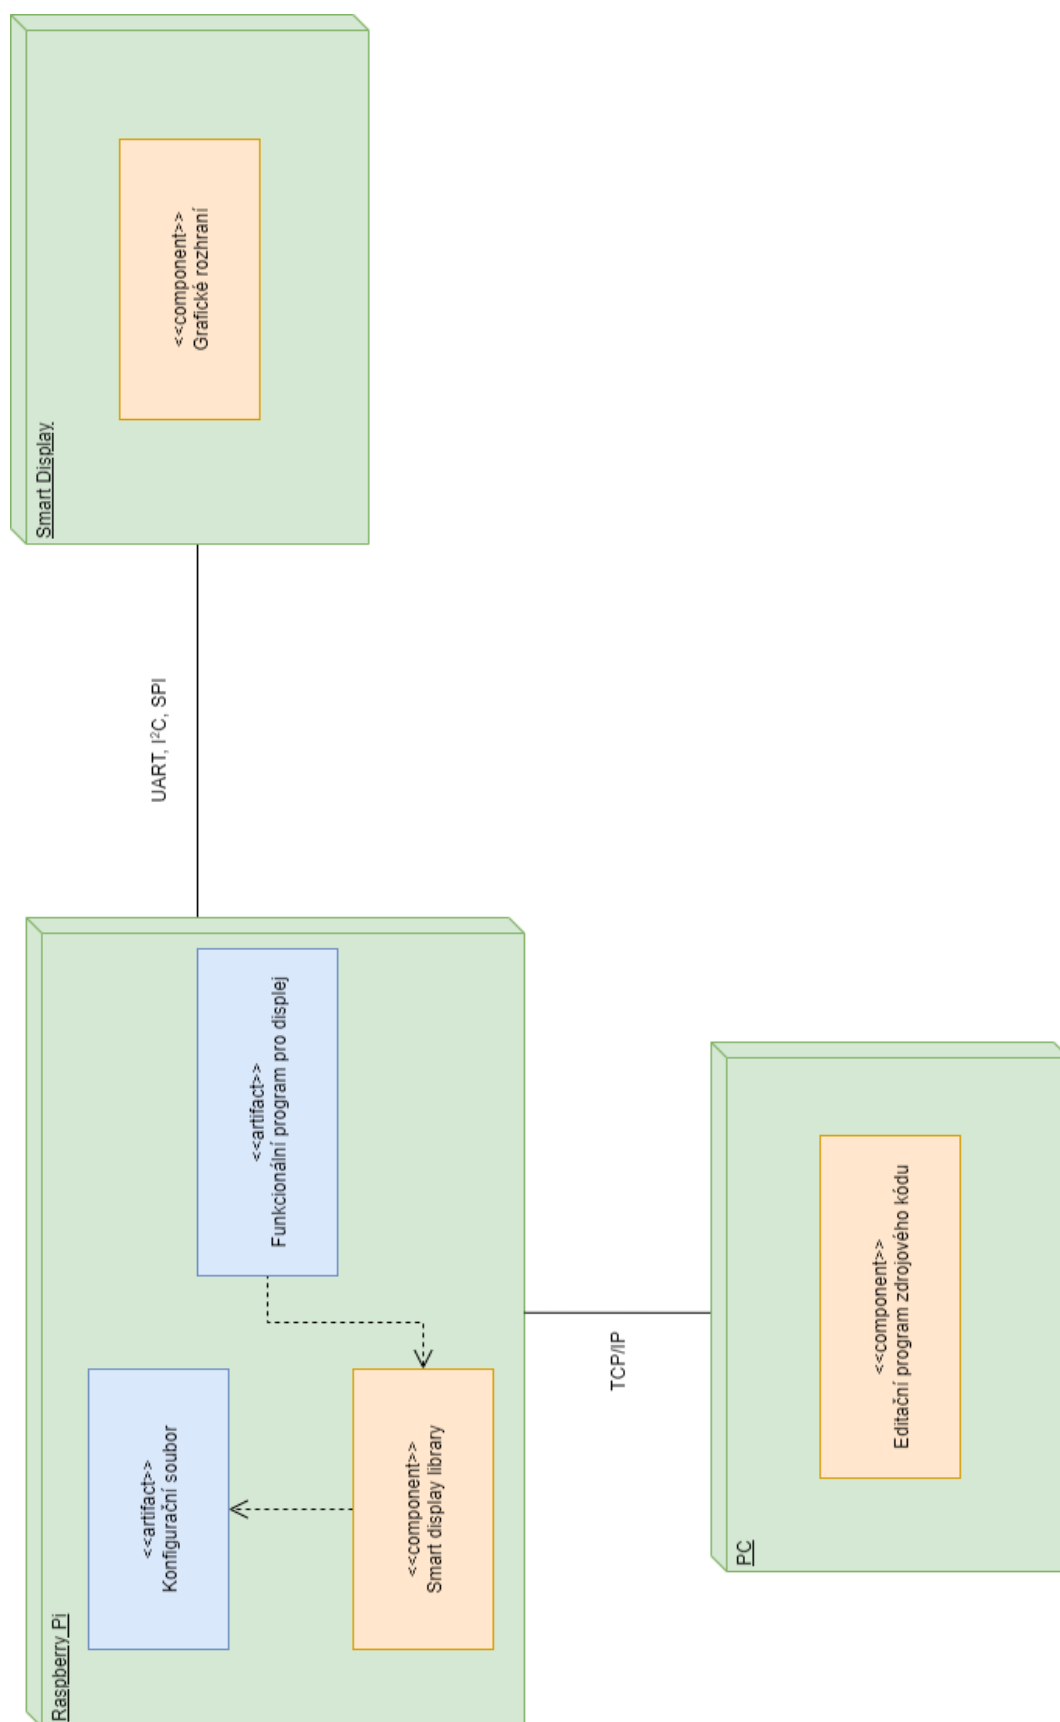 Raspberry Pi
<<artifact>>
Konfigurační soubor
<<artifact>>
Funkcionální program pro displej
<<component>>
Smart display library
UART, I²C, SPI
Smart Display
<<component>>
Grafické rozhraní
TCP/IP
PC
<<component>>
Editační program zdrojového kódu